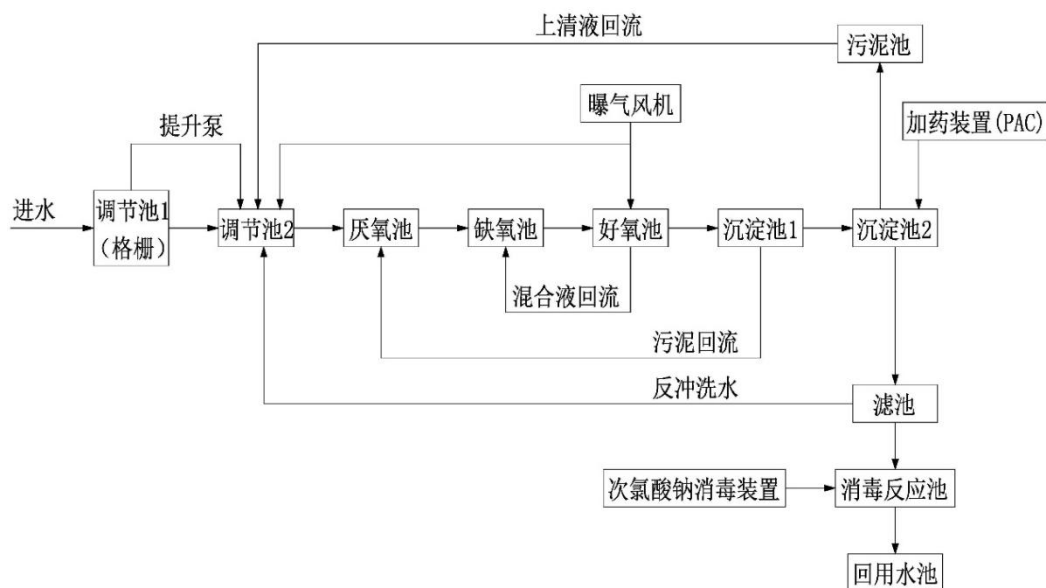 上清液回流
污泥池
曝气风机
加药装置(PAC)
提升泵
进水
调节池1
（格栅）
调节池2
厌氧池
缺氧池
好氧池
沉淀池1
沉淀池2
混合液回流
污泥回流
反冲洗水
滤池
次氯酸钠消毒装置
消毒反应池
回用水池